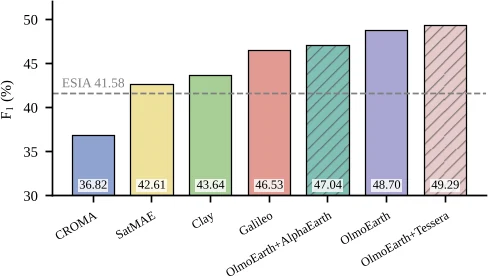 50
45
40
35
30
F1 (%)
ESIA 41.58
36.82 42.61 43.64 46.53 47.04 48.70 49.29
CROMA
SatMAE
Clay
Galileo
OlmoEarth+AlphaEarth
OlmoEarth
OlmoEarth+Tessera